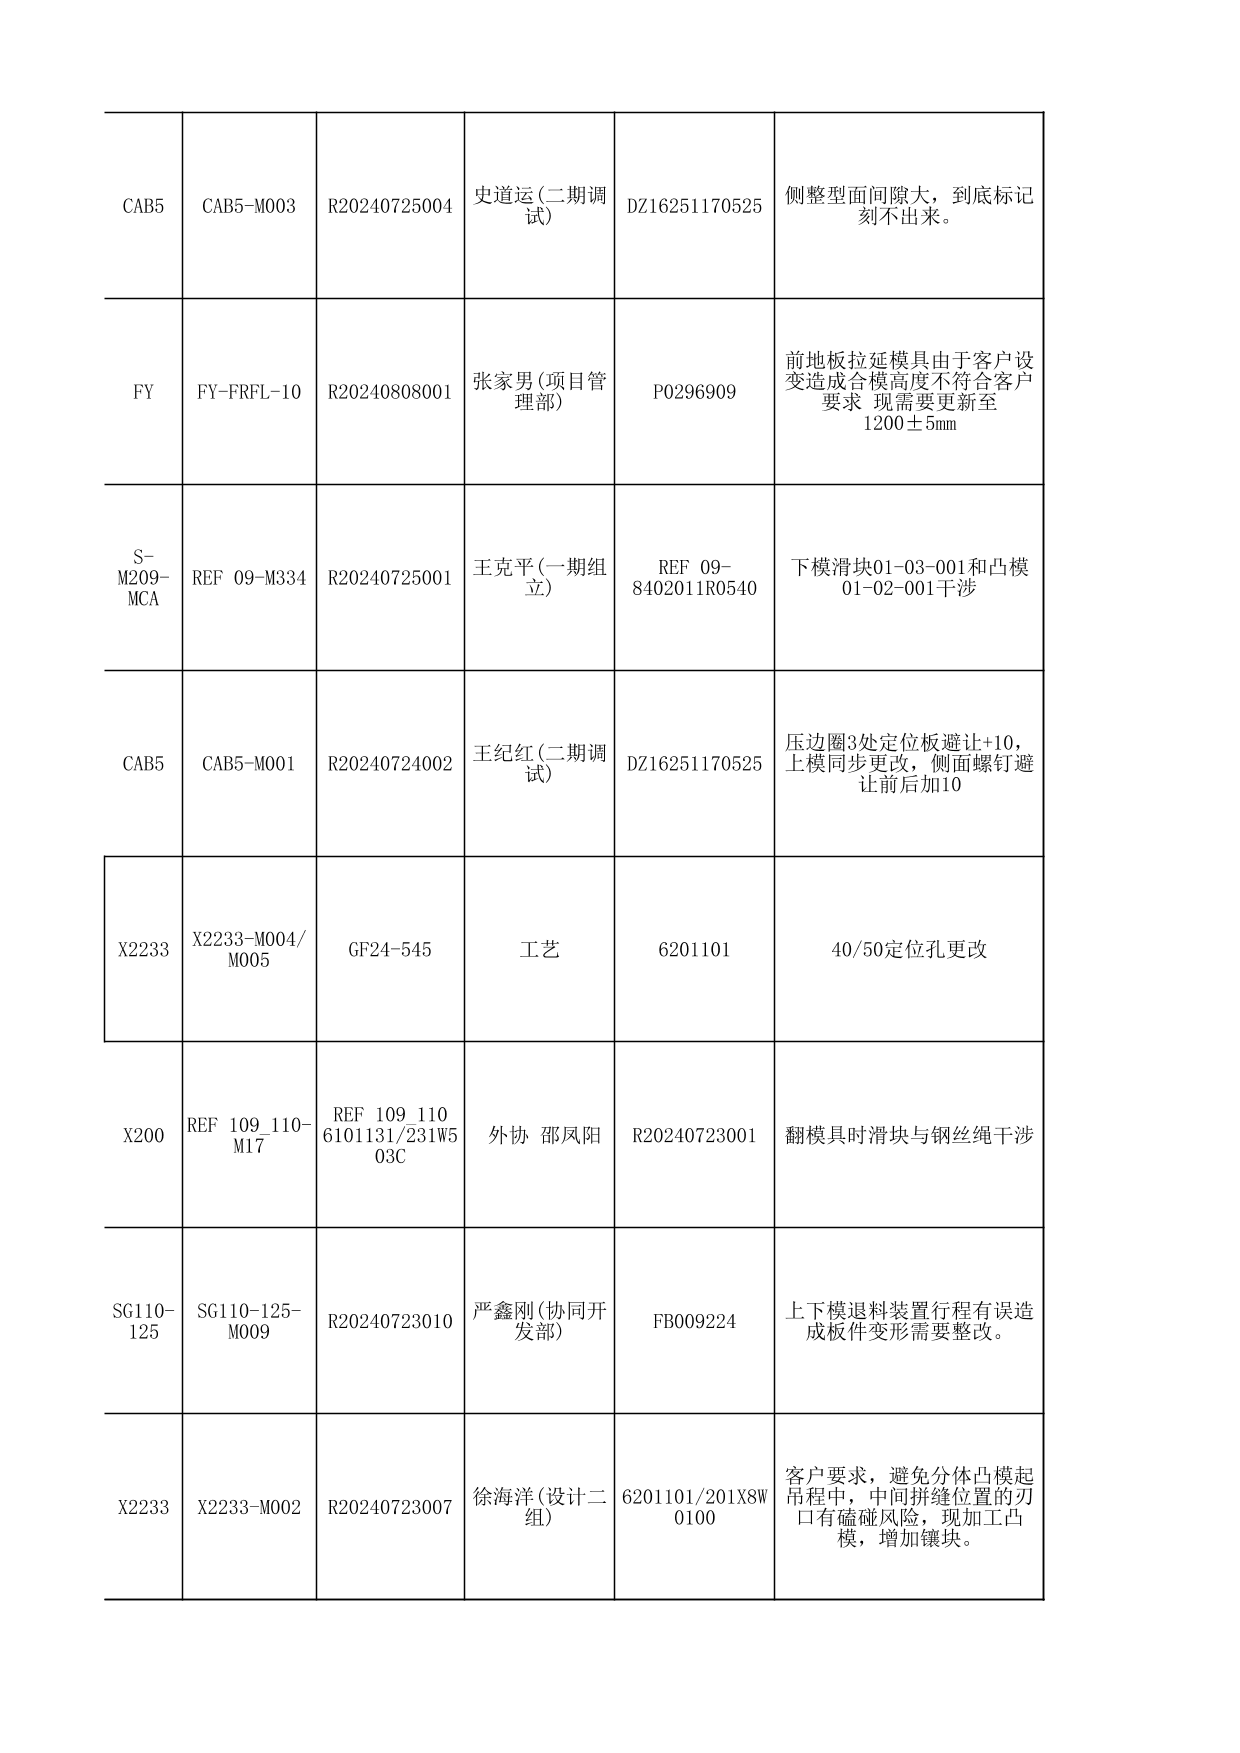 CAB5
CAB5-M003
R20240725004
史道运(二期调
试)
DZ16251170525
侧整型面间隙大，到底标记
刻不出来。
FY
FY-FRFL-10
R20240808001
张家男(项目管
理部)
P0296909
前地板拉延模具由于客户设
变造成合模高度不符合客户
要求 现需要更新至
1200±5mm
S-
M209-
MCA
REF 09-M334
R20240725001
王克平(一期组
立)
REF 09-
8402011R0540
下模滑块01-03-001和凸模
01-02-001干涉
CAB5
CAB5-M001
R20240724002
王纪红(二期调
试)
DZ16251170525
压边圈3处定位板避让+10，
上模同步更改，侧面螺钉避
让前后加10
X2233
X2233-M004/
M005
GF24-545
工艺
6201101
40/50定位孔更改
X200
REF 109_110-
M17
REF 109_110
6101131/231W5
03C
外协 邵凤阳
R20240723001
翻模具时滑块与钢丝绳干涉
SG110-
125
SG110-125-
M009
R20240723010
严鑫刚(协同开
发部)
FB009224
上下模退料装置行程有误造
成板件变形需要整改。
X2233
X2233-M002
R20240723007
徐海洋(设计二
组)
6201101/201X8W
0100
客户要求，避免分体凸模起
吊程中，中间拼缝位置的刃
口有磕碰风险，现加工凸
模，增加镶块。